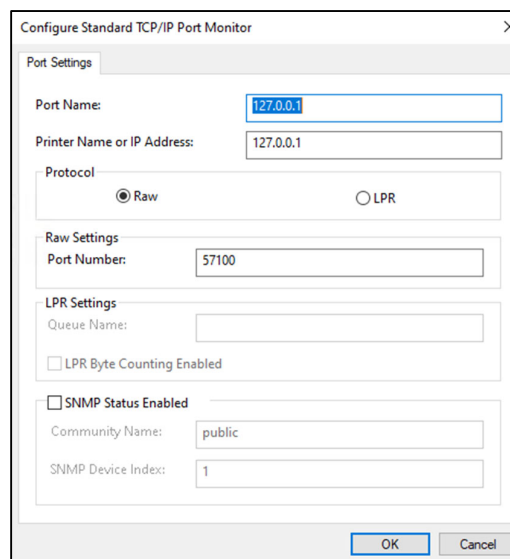 Configure Standard TCP/IP Port Monitor
Port Settings
Port Name: 127.0.0.1
Printer Name or IP Address: 127.0.0.1
Protocol
Raw LPR
Raw Settings
Port Number: 57100
LPR Settings
Queue Name:
LPR Byte Counting Enabled
SNMP Status Enabled
Community Name: public
SNMP Device Index: 1
OK Cancel